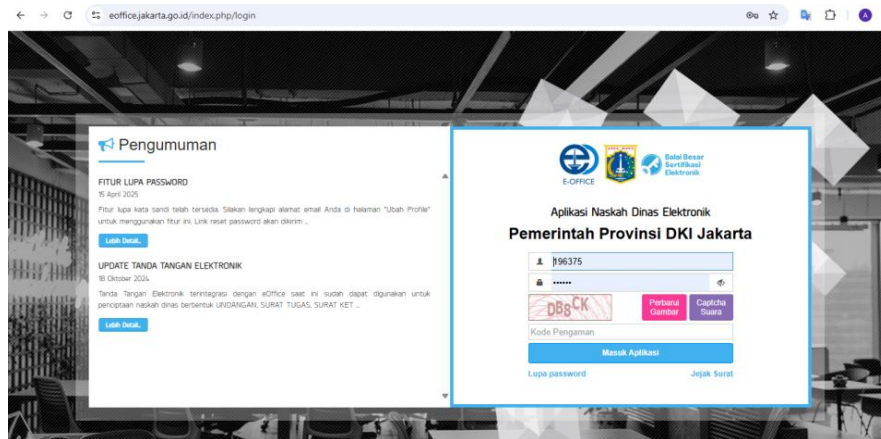 eoffice.jakarta.go.id/index.php/login
A
Pengumuman
FITUR LUPA PASSWORD
15 April 2025
Fitur lupa kata sandi telah tersedia. Silakan lengkapi alamat email Anda di halaman "Ubah Profile"
untuk menggunakan fitur ini. Link reset password akan dikirim ...
Lebih Detail..
UPDATE TANDA TANGAN ELEKTRONIK
18 Oktober 2024
Tanda Tangan Elektronik terintegrasi dengan eOffice saat ini sudah dapat digunakan untuk
penciptaan naskah dinas berbentuk UNDANGAN, SURAT TUGAS, SURAT KET ...
Lebih Detail..
E-OFFICE
JAYA RAYA
Balai Besar
Sertifikasi
Elektronik
Aplikasi Naskah Dinas Elektronik
Pemerintah Provinsi DKI Jakarta
196375
••••••
DB8CK
Perbarui
Gambar
Captcha
Suara
Kode Pengaman
Masuk Aplikasi
Lupa password
Jejak Surat